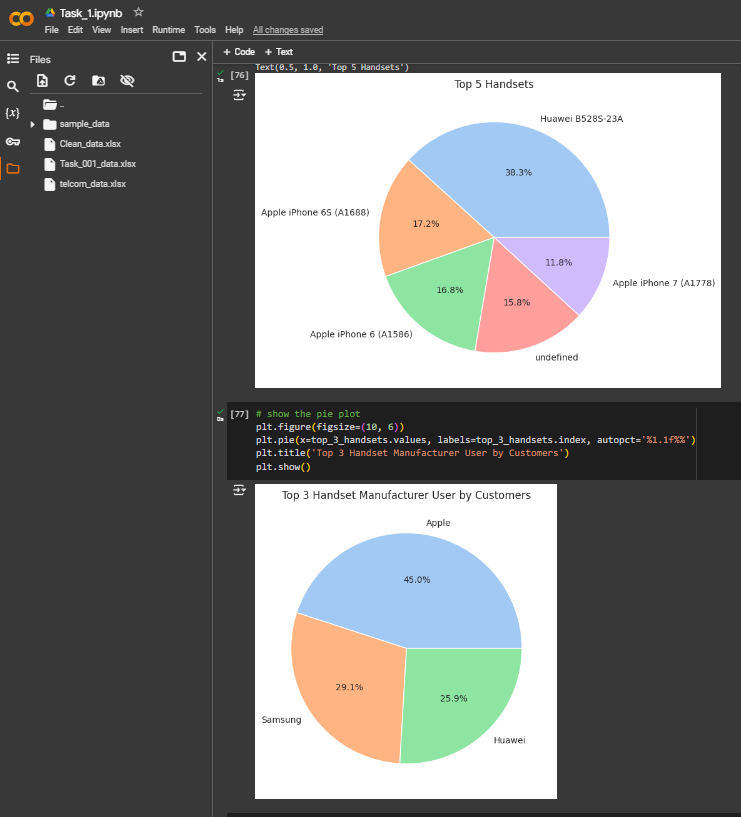 CO Task_1.ipynb
File Edit View Insert Runtime Tools Help All changes saved
Files
+ Code + Text
{x}
..
sample_data
Clean_data.xlsx
Task_001_data.xlsx
telcom_data.xlsx
[76]
1s
Text(0.5, 1.0, 'Top 5 Handsets')
Top 5 Handsets
Huawei B528S-23A
38.3%
Apple iPhone 6S (A1688)
17.2%
11.8%
Apple iPhone 7 (A1778)
16.8%
15.8%
Apple iPhone 6 (A1586)
undefined
[77] # show the pie plot
0s
plt.figure(figsize=(10, 6))
plt.pie(x=top_3_handsets.values, labels=top_3_handsets.index, autopct='%1.1f%%')
plt.title('Top 3 Handset Manufacturer User by Customers')
plt.show()
Top 3 Handset Manufacturer User by Customers
Apple
45.0%
29.1%
25.9%
Samsung
Huawei